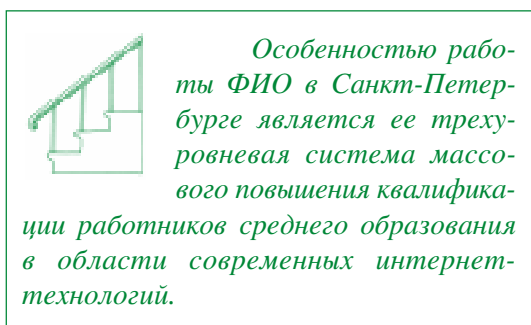 Особенностью рабо-
ты ФИО в Санкт-Петер-
бурге является ее треху-
ровневая система массо-
вого повышения квалифика-
ции работников среднего образования
в области современных интернет-
технологий.